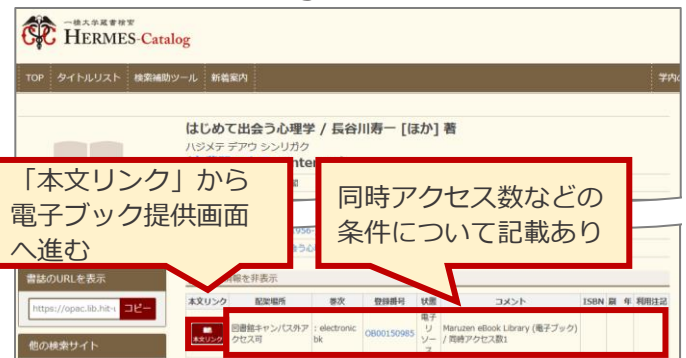 一橋大学蔵書検索
HERMES-Catalog
TOP タイトルリスト 検索補助ツール 新着案内
はじめて出会う心理学 / 長谷川寿一 [ほか] 著
ハジメテ デアウ シンリガク
「本文リンク」から
電子ブック提供画面
へ進む
同時アクセス数などの
条件について記載あり
書誌のURLを表示
https://opac.lib.hit-u コピー
他の検索サイト
情報を非表示
本文リンク 配架場所 巻次 登録番号 状態 コメント ISBN 刷 年 利用注記
本文リンク
図書館キャンパス外ア
クセス可
: electronic
bk
OB00150985
電子
リ
ソー
ス
Maruzen eBook Library (電子ブック)
/ 同時アクセス数1